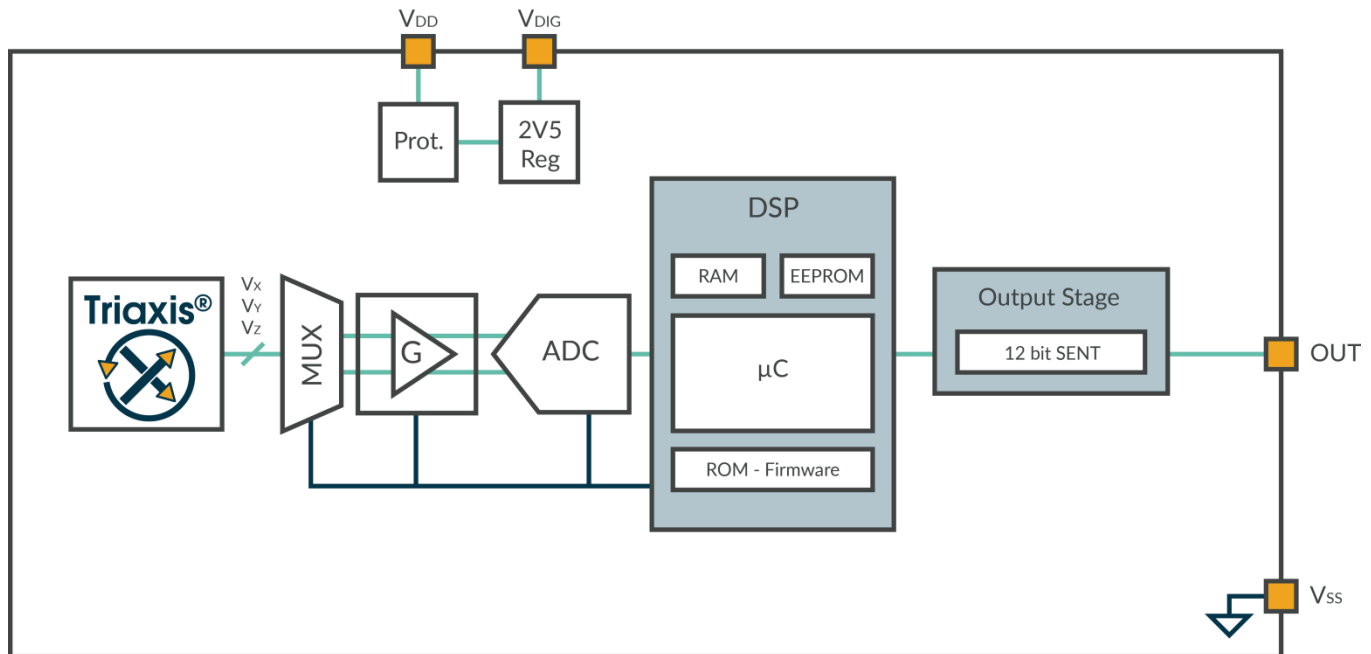 VDD
VDIG
Prot.
2V5
Reg
DSP
RAM
EEPROM
Triaxis®
VX
VY
VZ
MUX
G
ADC
µC
Output Stage
12 bit SENT
OUT
ROM - Firmware
VSS